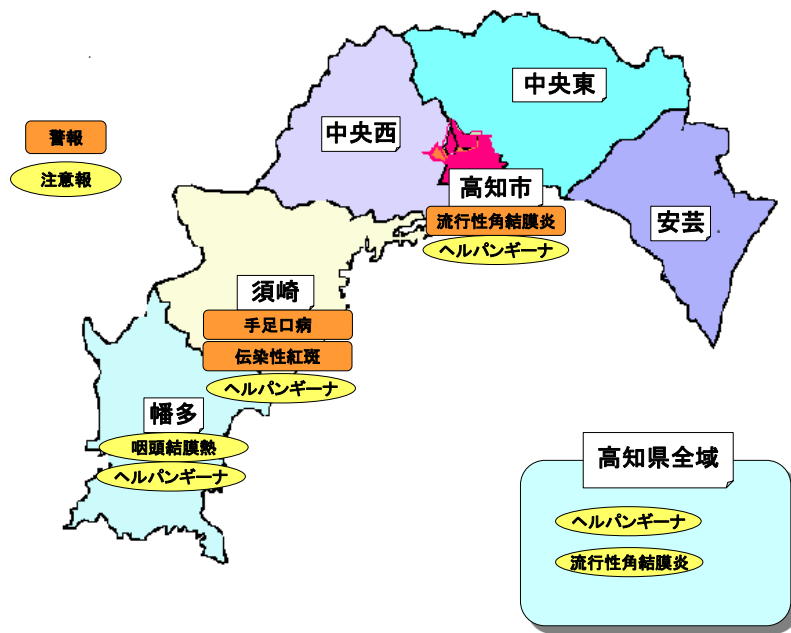 中央東
中央西
警報
注意報
高知市
流行性角結膜炎
ヘルパンギーナ
安芸
須崎
手足口病
伝染性紅斑
ヘルパンギーナ
幡多
咽頭結膜熱
ヘルパンギーナ
高知県全域
ヘルパンギーナ
流行性角結膜炎